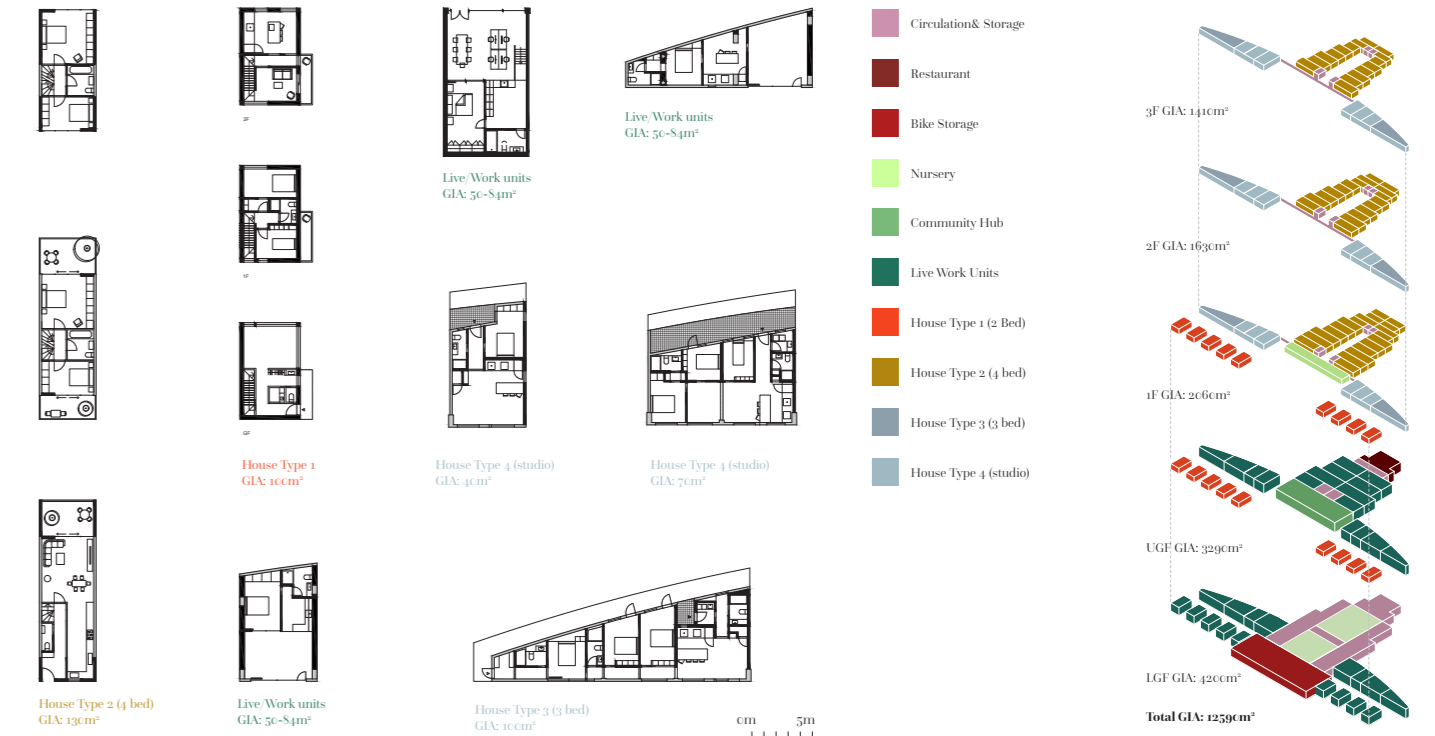 2F
1F
GF
House Type 1
GIA: 100m²
House Type 2 (4 bed)
GIA: 130m²
Live/Work units
GIA: 50-84m²
Live/Work units
GIA: 50-84m²
Live/Work units
GIA: 50-84m²
House Type 4 (studio)
GIA: 40m²
House Type 4 (studio)
GIA: 70m²
House Type 3 (3 bed)
GIA: 100m²
0m 5m
Circulation& Storage
Restaurant
Bike Storage
Nursery
Community Hub
Live Work Units
House Type 1 (2 Bed)
House Type 2 (4 bed)
House Type 3 (3 bed)
House Type 4 (studio)
3F GIA: 1410m²
2F GIA: 1630m²
1F GIA: 2060m²
UGF GIA: 3290m²
LGF GIA: 4200m²
Total GIA: 12590m²